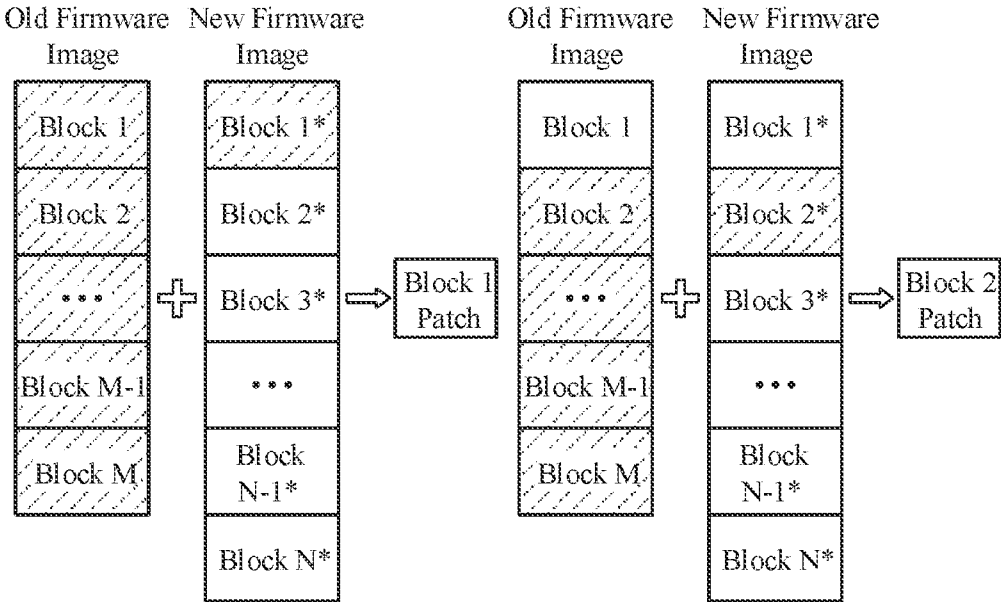 Old Firmware Image
New Firmware Image
Block 1
Block 2
•••
Block M-1
Block M
Block 1*
Block 2*
Block 3*
•••
Block
N-1*
Block N*
Block 1
Patch
Old Firmware Image
New Firmware Image
Block 1
Block 2
•••
Block M-1
Block M
Block 1*
Block 2*
Block 3*
•••
Block
N-1*
Block N*
Block 2
Patch